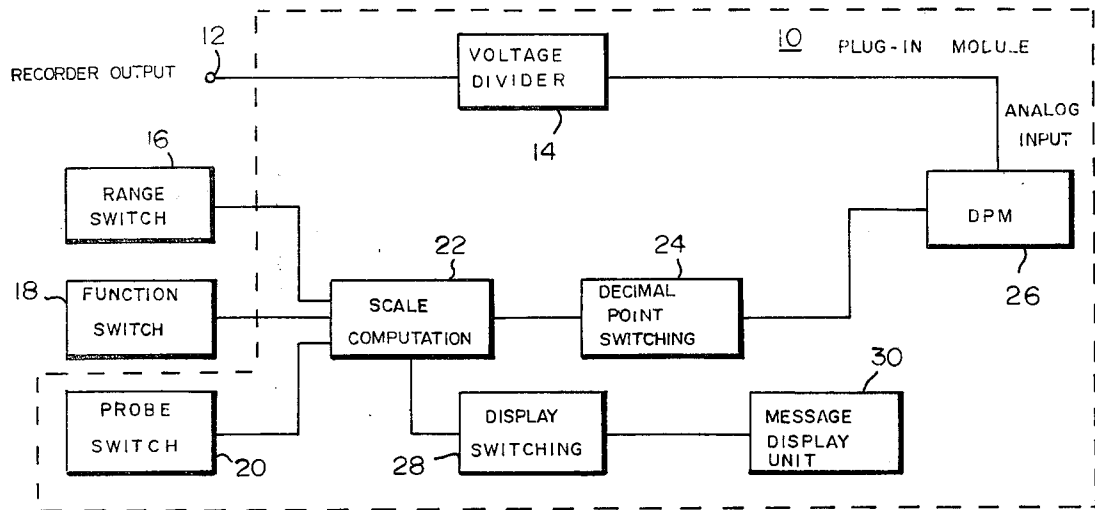 12
10 PLUG-IN MODULE
RECORDER OUTPUT
VOLTAGE
DIVIDER
14
ANALOG
INPUT
16
RANGE
SWITCH
DPM
26
22
24
18
FUNCTION
SWITCH
SCALE
COMPUTATION
DECIMAL
POINT
SWITCHING
30
PROBE
SWITCH
20
DISPLAY
SWITCHING
28
MESSAGE
DISPLAY
UNIT